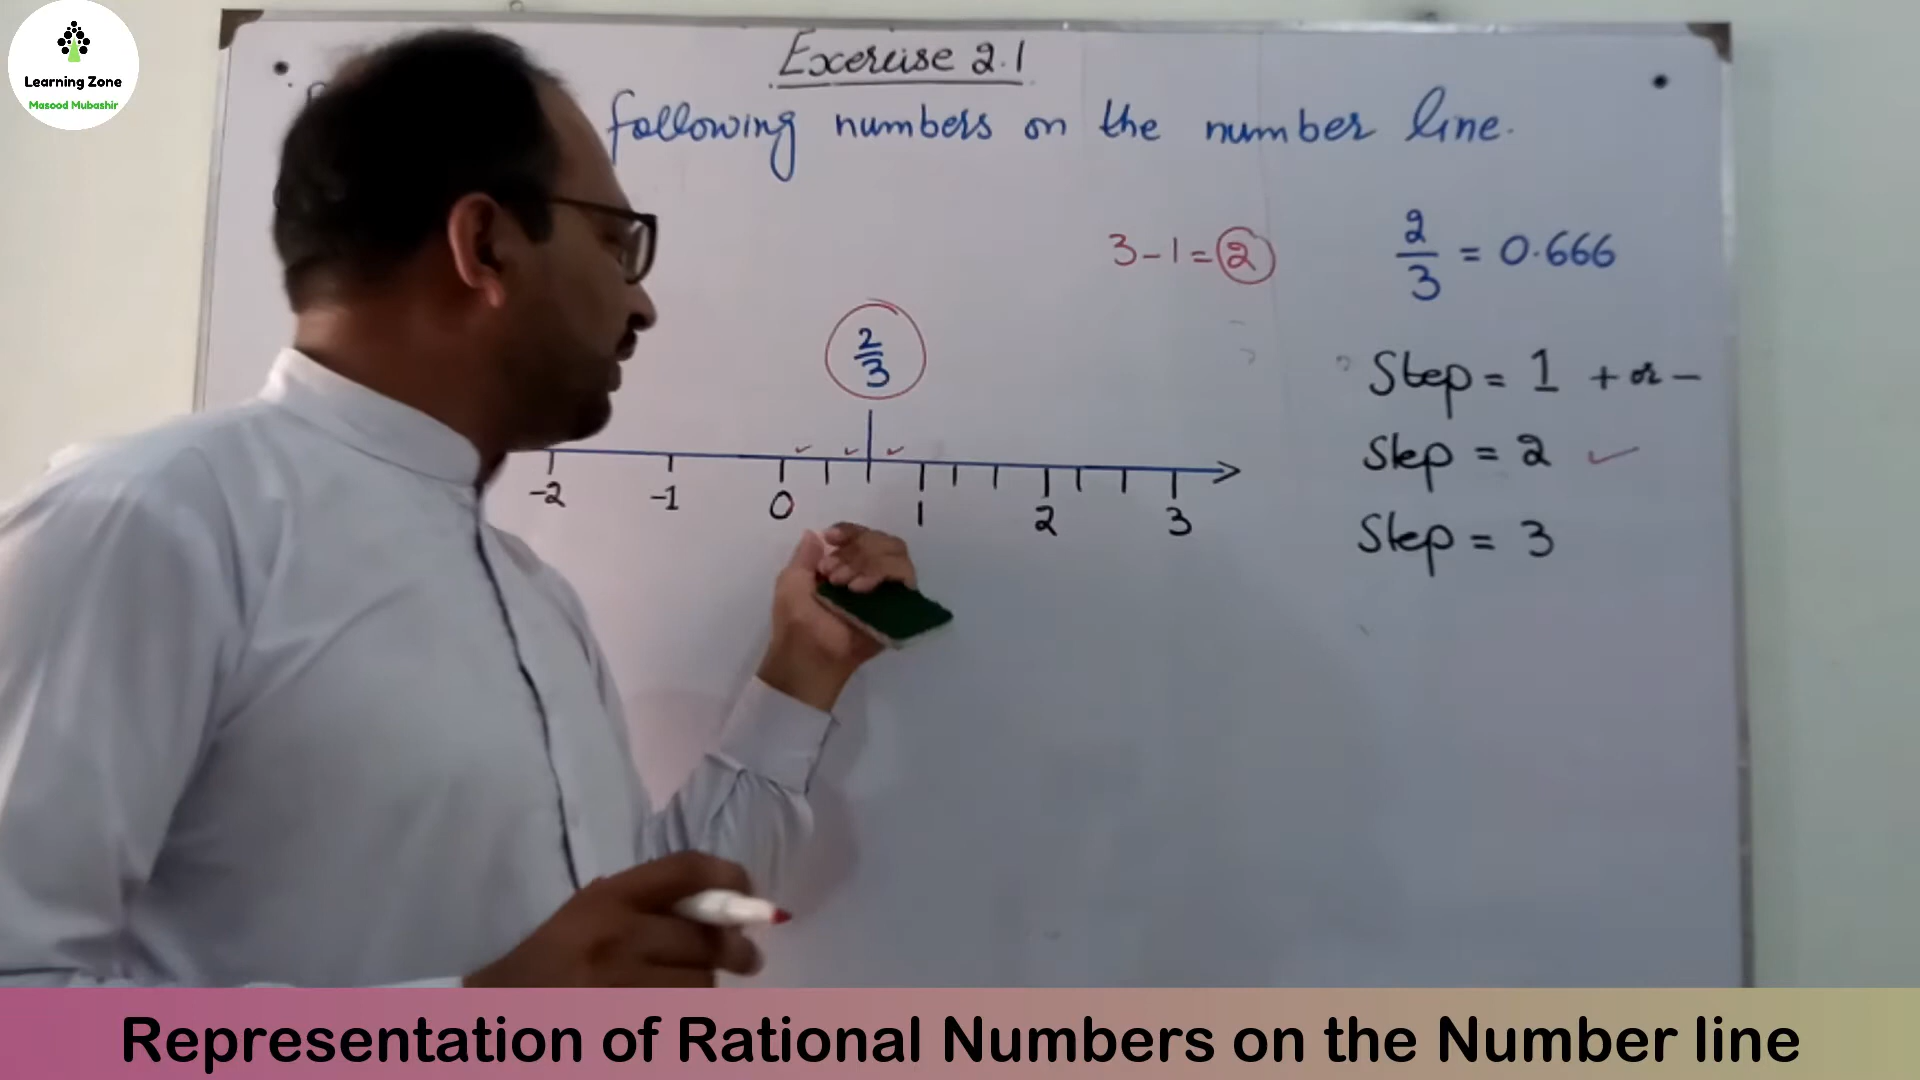 Learning Zone
Masood Mubashir
Excercise 2.1
following numbers on the number line.
3-1=2
2/3 = 0.666
2/3
Step = 1 + or -
Step = 2 ✓
Step = 3
-2 -1 0 1 2 3
Representation of Rational Numbers on the Number line